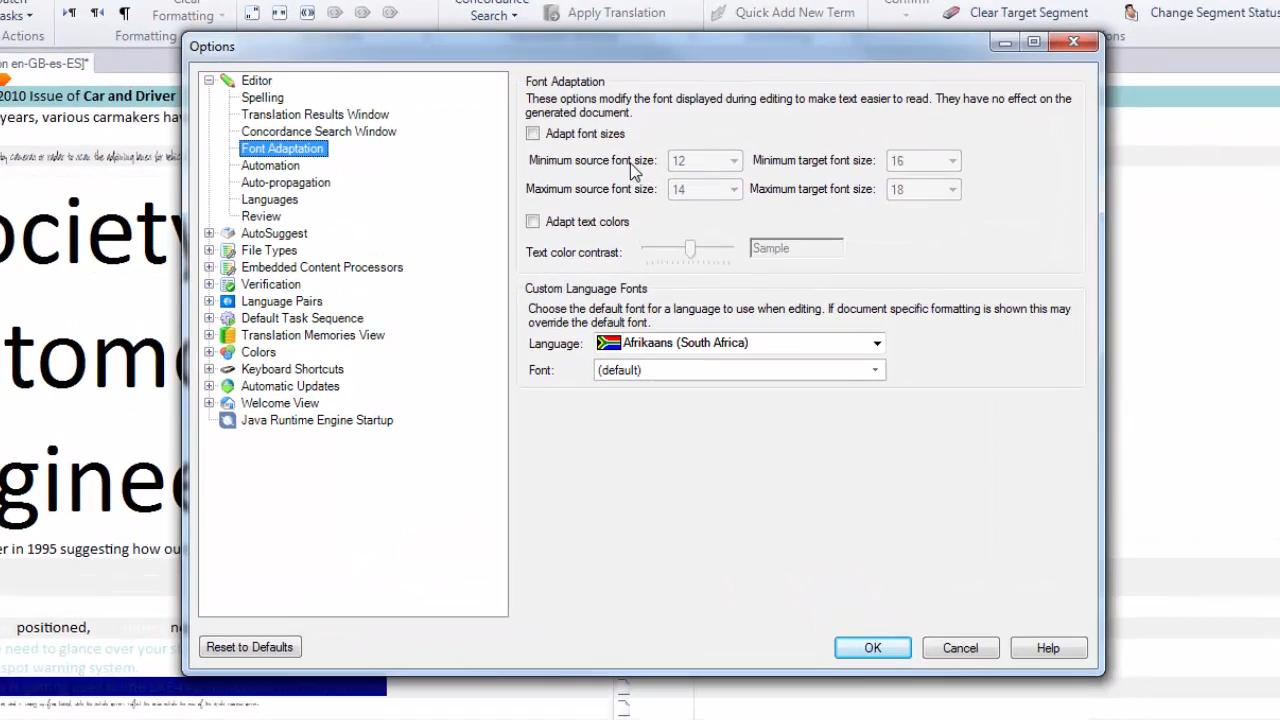 Tasks
Actions
Formatting
Formatting
Concordance
Search
Apply Translation
Quick Add New Term
Confirm
Clear Target Segment
Change Segment Status
on en-GB-es-ES]*
2010 Issue of Car and Driver
years, various carmakers hav
ociety
tome
ginee
er in 1995 suggesting how ou
positioned,
need to glance over your s
spot warning system.
Options
Editor
Spelling
Translation Results Window
Concordance Search Window
Font Adaptation
Automation
Auto-propagation
Languages
Review
AutoSuggest
File Types
Embedded Content Processors
Verification
Language Pairs
Default Task Sequence
Translation Memories View
Colors
Keyboard Shortcuts
Automatic Updates
Welcome View
Java Runtime Engine Startup
Font Adaptation
These options modify the font displayed during editing to make text easier to read. They have no effect on the
generated document.
Adapt font sizes
Minimum source font size: 12 Minimum target font size: 16
Maximum source font size: 14 Maximum target font size: 18
Adapt text colors
Text color contrast: Sample
Custom Language Fonts
Choose the default font for a language to use when editing. If document specific formatting is shown this may
override the default font.
Language: Afrikaans (South Africa)
Font: (default)
Reset to Defaults
OK Cancel Help